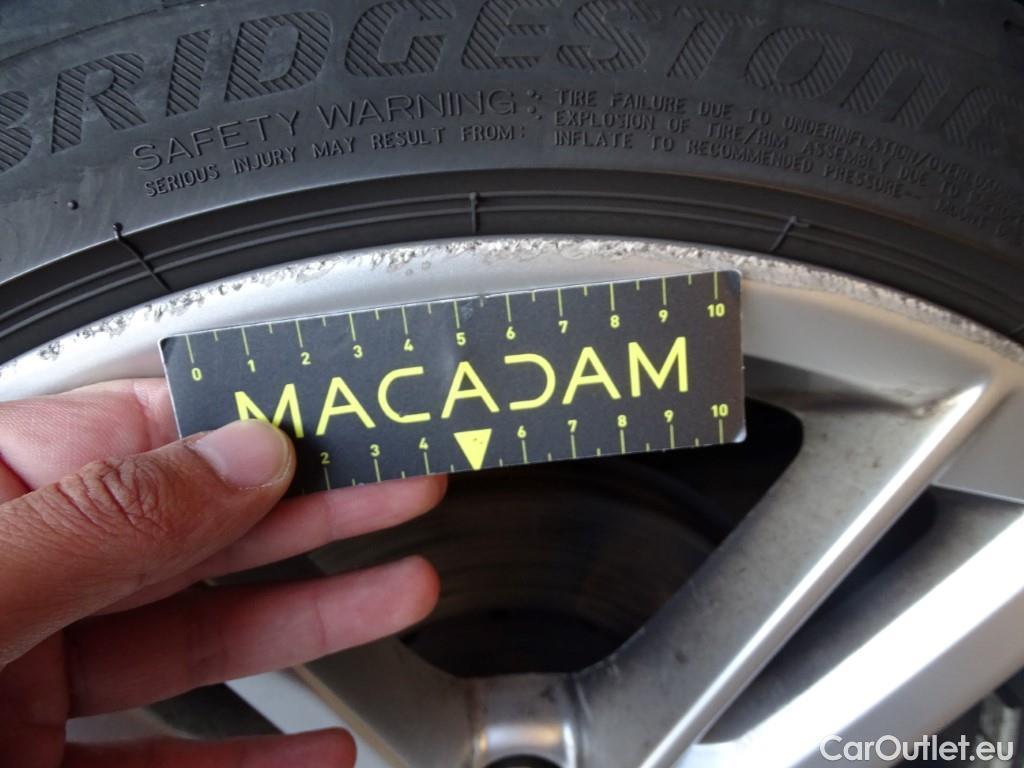 BRIDGESTONE
SAFETY WARNING: TIRE FAILURE DUE TO UNDERINFLATION/OVERLOAD
SERIOUS INJURY MAY RESULT FROM: EXPLOSION OF TIRE/RIM ASSEMBLY DUE TO
INFLATE TO RECOMMENDED PRESSURE--
0 1 2 3 4 5 6 7 8 9 10
MACADAM
2 3 4 6 7 8 9 10
CarOutlet.eu